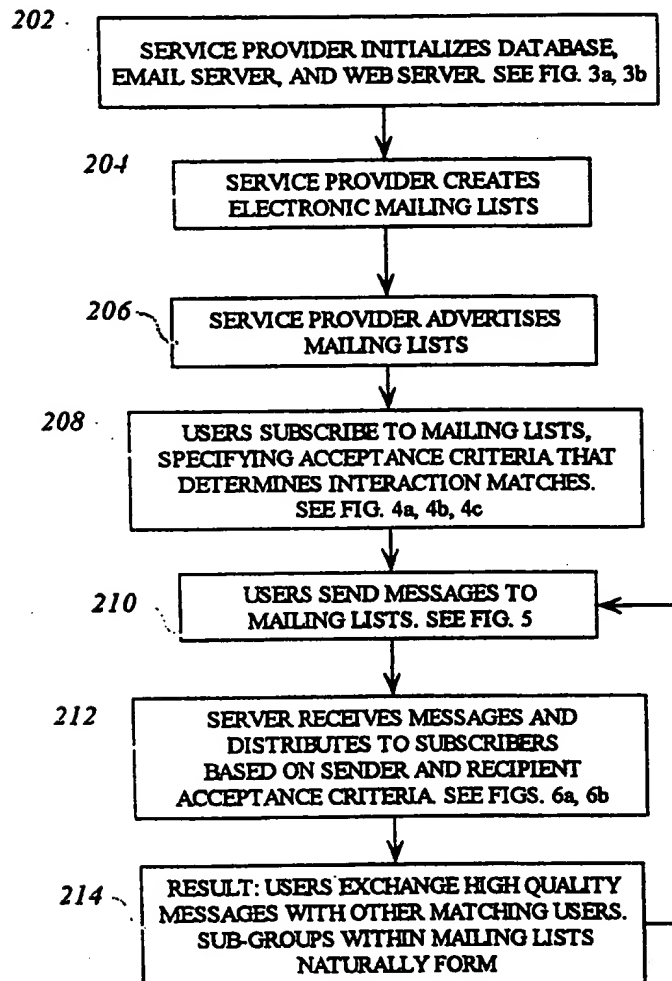 202
SERVICE PROVIDER INITIALIZES DATABASE,
EMAIL SERVER, AND WEB SERVER. SEE FIG. 3a, 3b
204
SERVICE PROVIDER CREATES
ELECTRONIC MAILING LISTS
206
SERVICE PROVIDER ADVERTISES
MAILING LISTS
208
USERS SUBSCRIBE TO MAILING LISTS,
SPECIFYING ACCEPTANCE CRITERIA THAT
DETERMINES INTERACTION MATCHES.
SEE FIG. 4a, 4b, 4c
210
USERS SEND MESSAGES TO
MAILING LISTS. SEE FIG. 5
212
SERVER RECEIVES MESSAGES AND
DISTRIBUTES TO SUBSCRIBERS
BASED ON SENDER AND RECIPIENT
ACCEPTANCE CRITERIA. SEE FIGS. 6a, 6b
214
RESULT: USERS EXCHANGE HIGH QUALITY
MESSAGES WITH OTHER MATCHING USERS.
SUB-GROUPS WITHIN MAILING LISTS
NATURALLY FORM